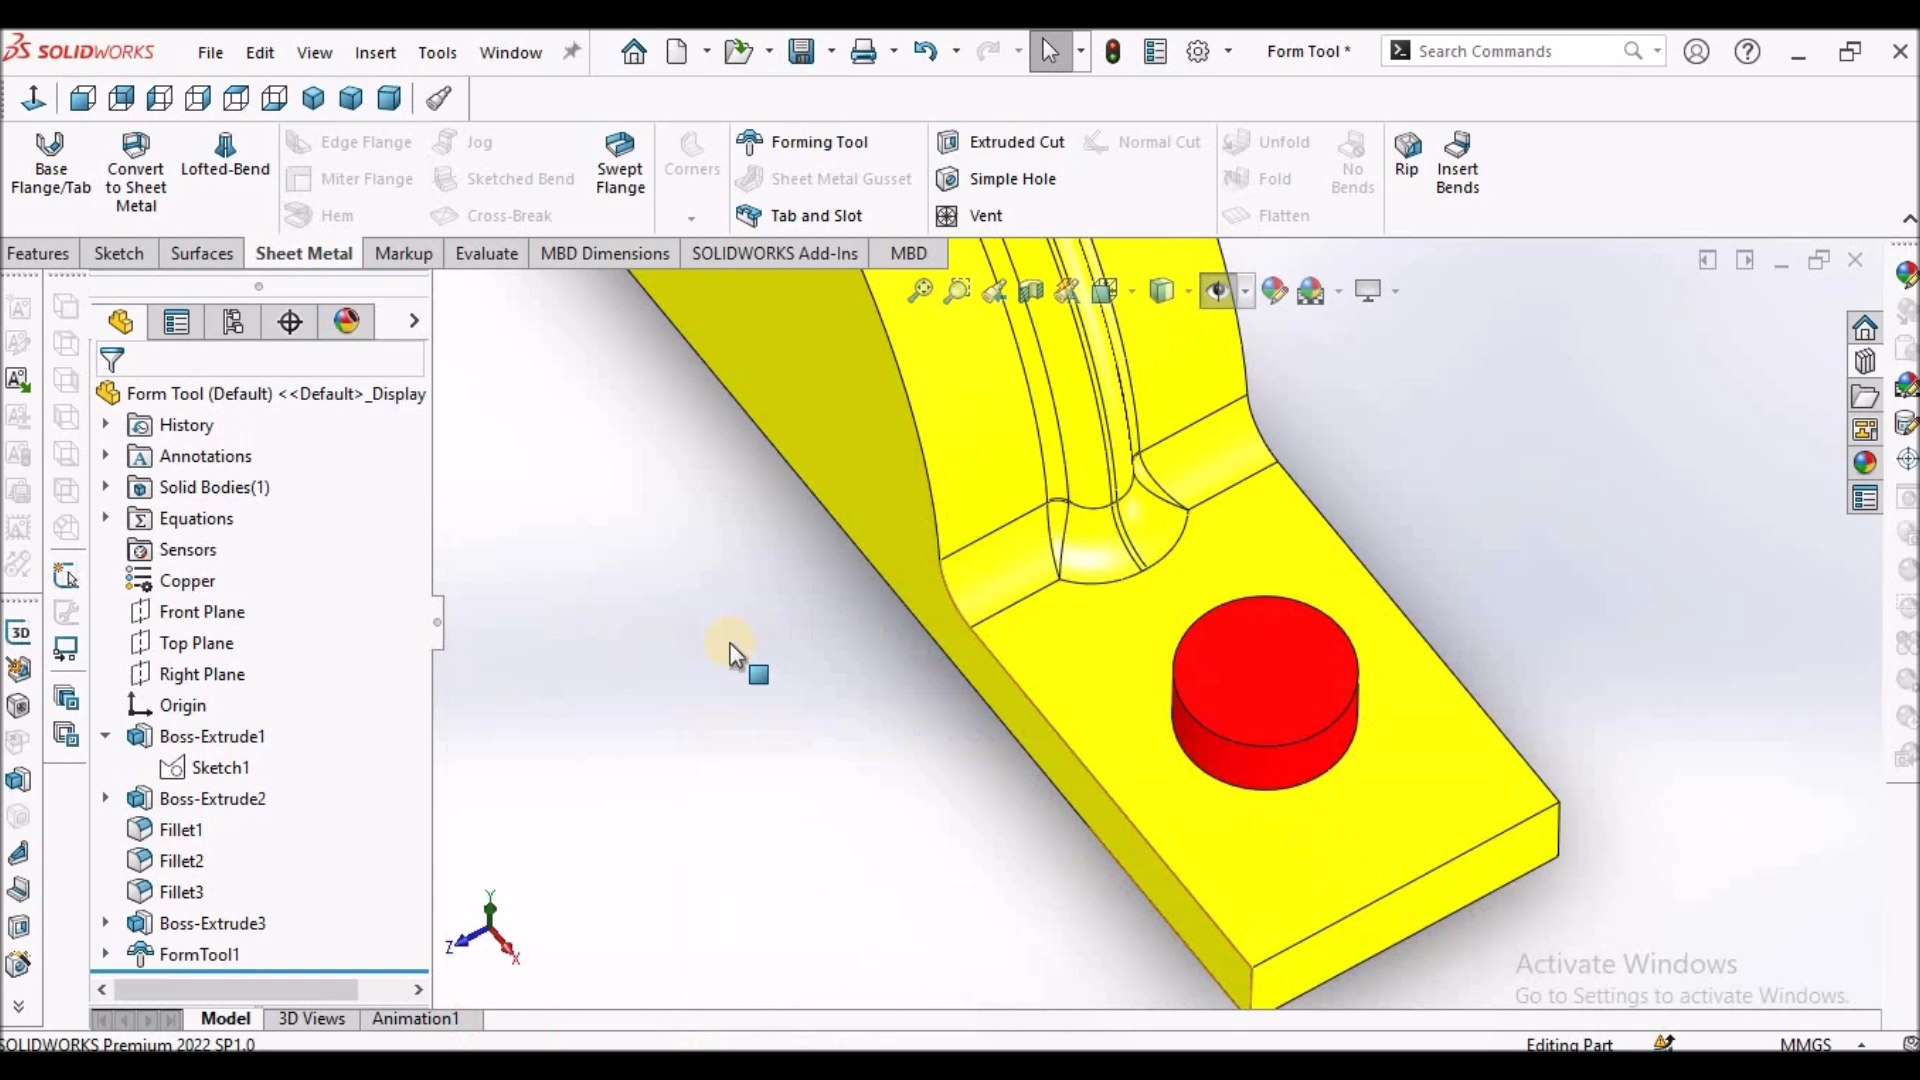 SOLIDWORKS File Edit View Insert Tools Window Form Tool * Search Commands
Base Flange/Tab
Convert to Sheet Metal
Lofted-Bend
Edge Flange
Miter Flange
Hem
Jog
Sketched Bend
Cross-Break
Swept Flange
Corners
Forming Tool
Sheet Metal Gusset
Tab and Slot
Extruded Cut
Simple Hole
Vent
Normal Cut
Unfold
Fold
Flatten
No Bends
Rip
Insert Bends
Features Sketch Surfaces Sheet Metal Markup Evaluate MBD Dimensions SOLIDWORKS Add-Ins MBD
Form Tool (Default) <<Default>_Display
History
Annotations
Solid Bodies(1)
Equations
Sensors
Copper
Front Plane
Top Plane
Right Plane
Origin
Boss-Extrude1
Sketch1
Boss-Extrude2
Fillet1
Fillet2
Fillet3
Boss-Extrude3
FormTool1
3D
Y
Z
X
Activate Windows
Go to Settings to activate Windows.
Model 3D Views Animation1
SOLIDWORKS Premium 2022 SP1.0 Editing Part MMGS